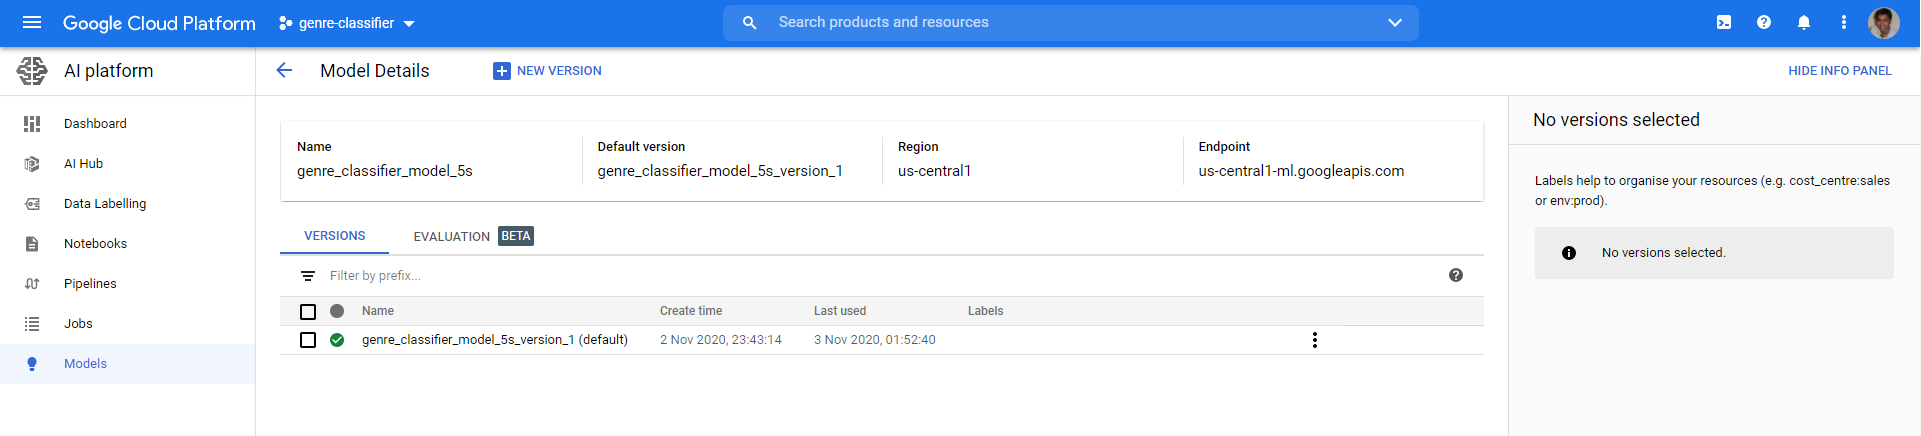 Google Cloud Platform
genre-classifier
Search products and resources
AI platform
Model Details
NEW VERSION
HIDE INFO PANEL
Dashboard
AI Hub
Data Labelling
Notebooks
Pipelines
Jobs
Models
Name
genre_classifier_model_5s
Default version
genre_classifier_model_5s_version_1
Region
us-central1
Endpoint
us-central1-ml.googleapis.com
VERSIONS
EVALUATION BETA
Filter by prefix...
Name Create time Last used Labels
genre_classifier_model_5s_version_1 (default) 2 Nov 2020, 23:43:14 3 Nov 2020, 01:52:40
No versions selected
Labels help to organise your resources (e.g. cost_centre:sales
or env:prod).
No versions selected.